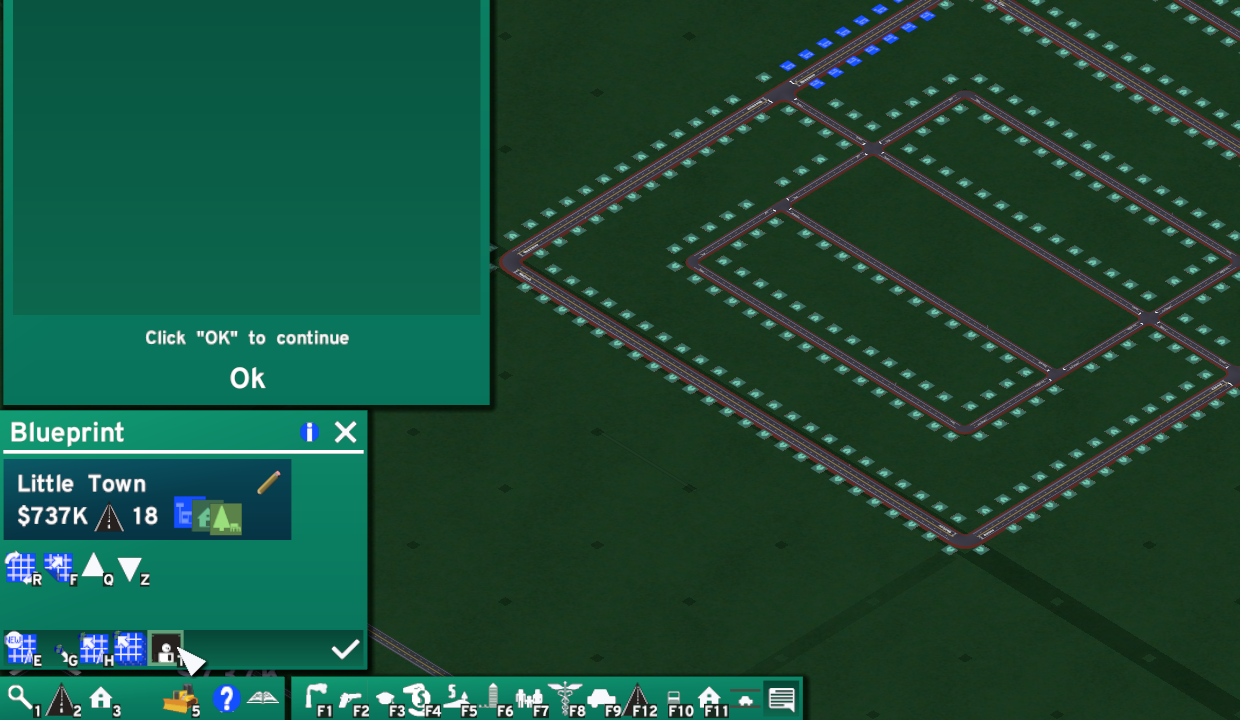 Click "OK" to continue
Ok
Blueprint
Little Town
$737K 18
R F Q Z
NEW E G H
1 2 3 5 ? F1 F2 F3 F4 F5 F6 F7 F8 F9 F12 F10 F11